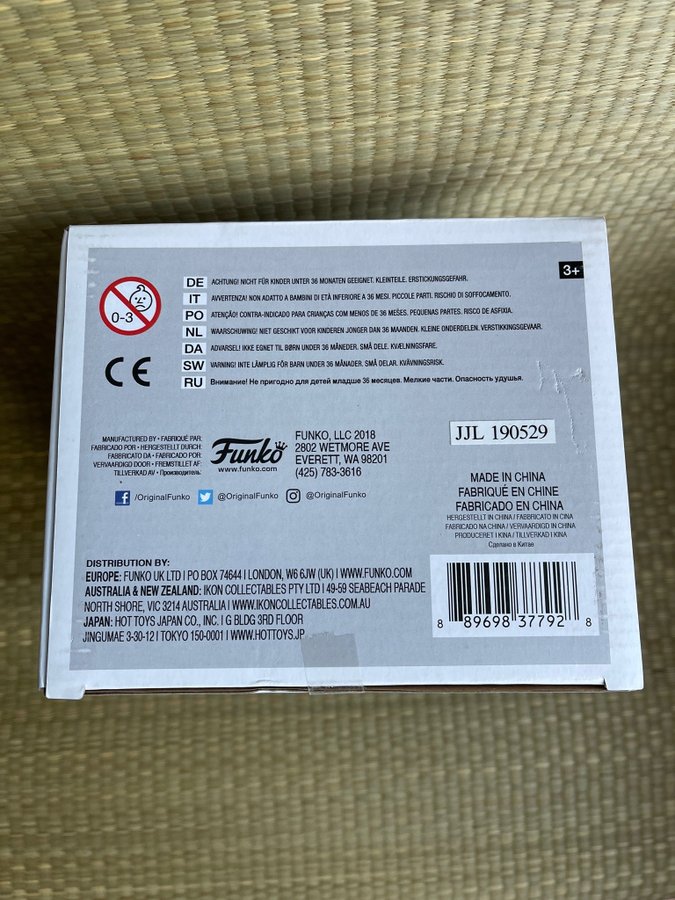 0-3
3+
DE ACHTUNG! NICHT FÜR KINDER UNTER 36 MONATEN GEEIGNET. KLEINTEILE. ERSTICKUNGSGEFAHR.
IT AVVERTENZA! NON ADATTO A BAMBINI DI ETÀ INFERIORE A 36 MESI. PICCOLE PARTI. RISCHIO DI SOFFOCAMENTO.
PO ATENÇÃO! CONTRA-INDICADO PARA CRIANÇAS COM MENOS DE 36 MESES. PEQUENAS PARTES. RISCO DE ASFIXIA.
NL WAARSCHUWING! NIET GESCHIKT VOOR KINDEREN JONGER DAN 36 MAANDEN. KLEINE ONDERDELEN. VERSTIKKINGSGEVAAR.
DA ADVARSEL! IKKE EGNET TIL BØRN UNDER 36 MÅNEDER. SMÅ DELE. KVÆLNINGSFARE.
SW VARNING! INTE LÄMPLIG FÖR BARN UNDER 36 MÅNADER. SMÅ DELAR. KVÄVNINGSRISK.
RU Внимание! Не пригодно для детей младше 36 месяцев. Мелкие части. Опасность удушья.
CE
JJL 190529
MANUFACTURED BY • FABRIQUÉ PAR:
FABRICADO POR • HERGESTELLT DURCH:
FABBRICATO DA • FABRICADO POR:
VERVAARDIGD DOOR • FREMSTILLET AF:
TILLVERKAD AV • Производитель:
Funko
www.funko.com
FUNKO, LLC 2018
2802 WETMORE AVE
EVERETT, WA 98201
(425) 783-3616
/OriginalFunko @OriginalFunko @OriginalFunko
MADE IN CHINA
FABRIQUÉ EN CHINE
FABRICADO EN CHINA
HERGESTELLT IN CHINA / FABBRICATO IN CINA
FABRICADO NA CHINA / VERVAARDIGD IN CHINA
PRODUCERET I KINA / TILLVERKAD I KINA
Сделано в Китае
DISTRIBUTION BY:
EUROPE: FUNKO UK LTD I PO BOX 74644 I LONDON, W6 6JW (UK) I WWW.FUNKO.COM
AUSTRALIA & NEW ZEALAND: IKON COLLECTABLES PTY LTD I 49-59 SEABEACH PARADE
NORTH SHORE, VIC 3214 AUSTRALIA I WWW.IKONCOLLECTABLES.COM.AU
JAPAN: HOT TOYS JAPAN CO., INC. I G BLDG 3RD FLOOR
JINGUMAE 3-30-12 I TOKYO 150-0001 I WWW.HOTTOYS.JP
8 89698 37792 8